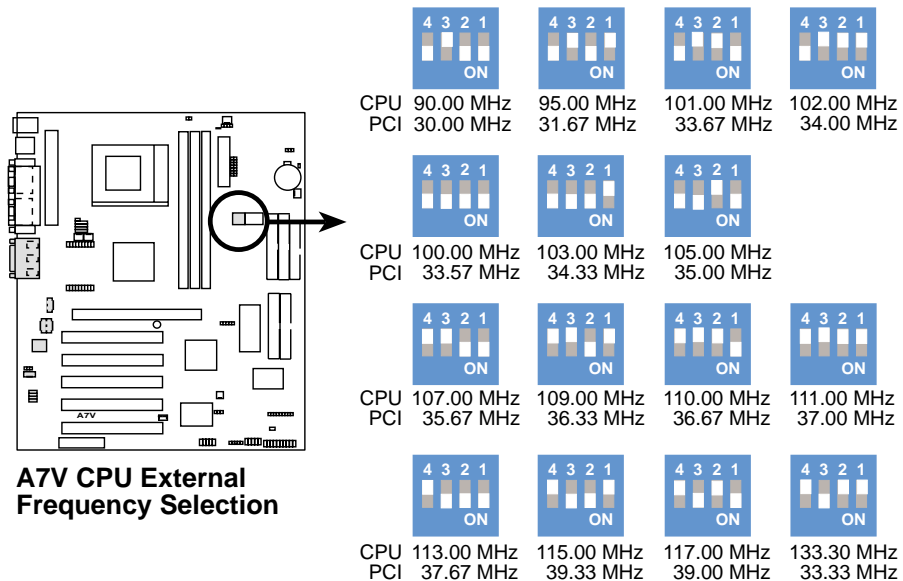 4 3 2 1 4 3 2 1 4 3 2 1 4 3 2 1
ON ON ON ON
CPU 90.00 MHz 95.00 MHz 101.00 MHz 102.00 MHz
PCI 30.00 MHz 31.67 MHz 33.67 MHz 34.00 MHz
4 3 2 1 4 3 2 1 4 3 2 1
ON ON ON
CPU 100.00 MHz 103.00 MHz 105.00 MHz
PCI 33.57 MHz 34.33 MHz 35.00 MHz
4 3 2 1 4 3 2 1 4 3 2 1 4 3 2 1
ON ON ON ON
CPU 107.00 MHz 109.00 MHz 110.00 MHz 111.00 MHz
PCI 35.67 MHz 36.33 MHz 36.67 MHz 37.00 MHz
A7V
A7V CPU External
Frequency Selection
4 3 2 1 4 3 2 1 4 3 2 1 4 3 2 1
ON ON ON ON
CPU 113.00 MHz 115.00 MHz 117.00 MHz 133.30 MHz
PCI 37.67 MHz 39.33 MHz 39.00 MHz 33.33 MHz